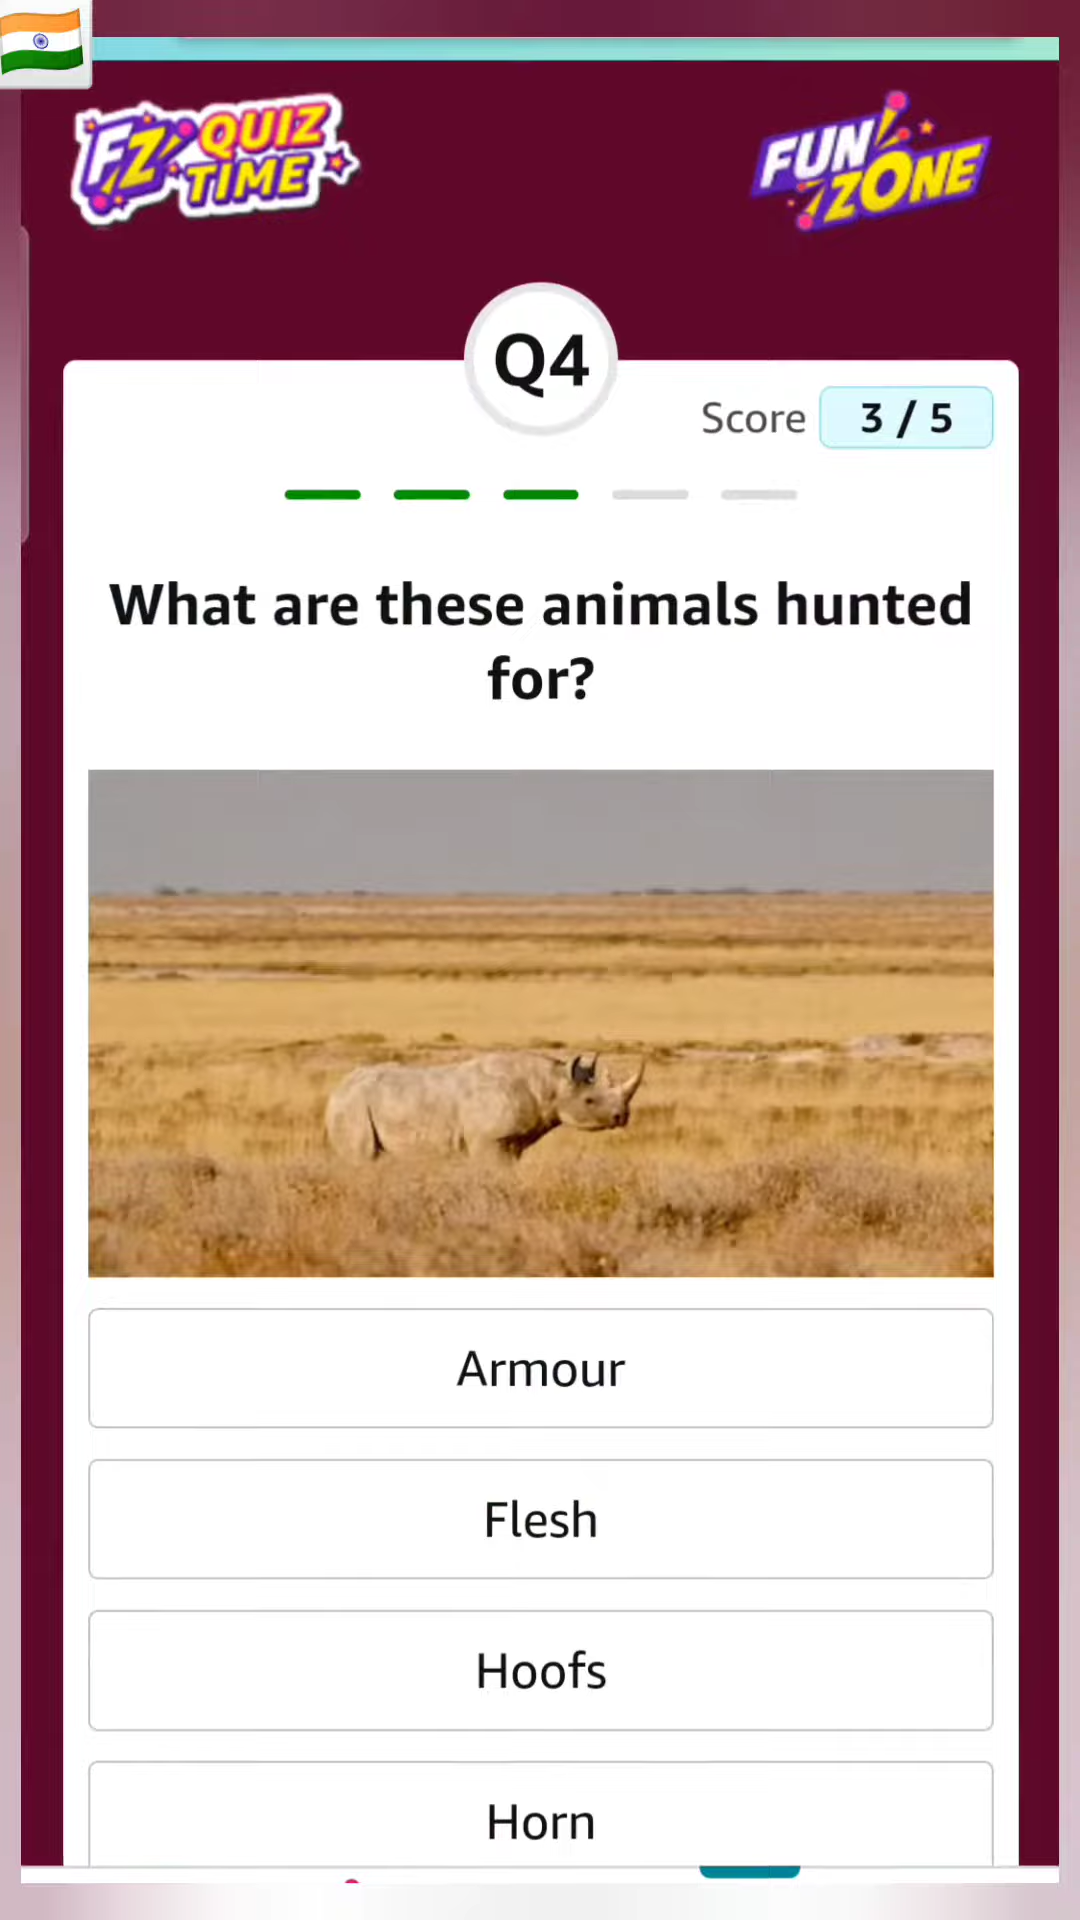 FZ QUIZ
TIME
FUN
ZONE
Q4
Score 3 / 5
What are these animals hunted
for?
Armour
Flesh
Hoofs
Horn